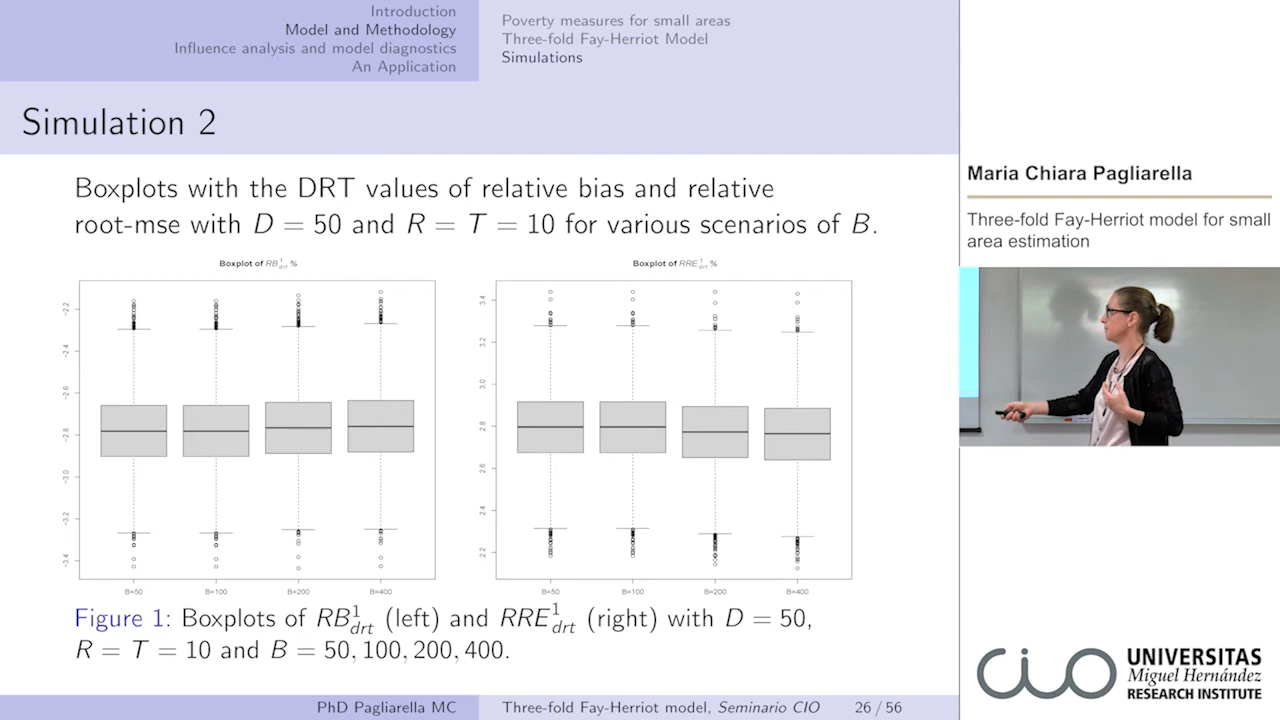 Introduction
Model and Methodology
Influence analysis and model diagnostics
An Application
Poverty measures for small areas
Three-fold Fay-Herriot Model
Simulations
Simulation 2
Boxplots with the DRT values of relative bias and relative
root-mse with D = 50 and R = T = 10 for various scenarios of B.
Boxplot of RB¹drt %
-2.2
-2.4
-2.6
-2.8
-3.0
-3.2
-3.4
B=50 B=100 B=200 B=400
Boxplot of RRE¹drt %
3.4
3.2
3.0
2.8
2.6
2.4
2.2
B=50 B=100 B=200 B=400
Figure 1: Boxplots of RB¹drt (left) and RRE¹drt (right) with D = 50,
R = T = 10 and B = 50, 100, 200, 400.
PhD Pagliarella MC
Three-fold Fay-Herriot model, Seminario CIO
26 / 56
Maria Chiara Pagliarella
Three-fold Fay-Herriot model for small
area estimation
cio
UNIVERSITAS
Miguel Hernández
RESEARCH INSTITUTE